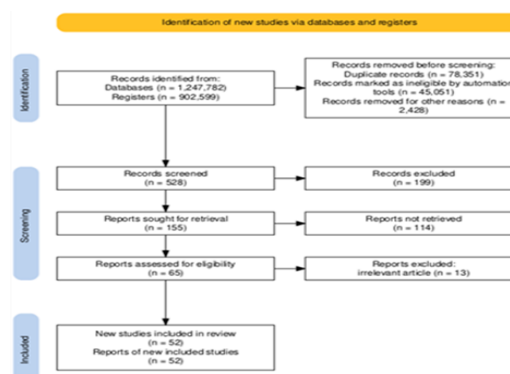 Identification of new studies via databases and registers
Identification
Records identified from:
Databases (n = 1,247,782)
Registers (n = 902,599)
Records removed before screening:
Duplicate records (n = 78,351)
Records marked as ineligible by automation
tools (n = 45,051)
Records removed for other reasons (n =
2,428)
Screening
Records screened
(n = 528)
Records excluded
(n = 199)
Reports sought for retrieval
(n = 155)
Reports not retrieved
(n = 114)
Reports assessed for eligibility
(n = 65)
Reports excluded:
irrelevant article (n = 13)
Included
New studies included in review
(n = 52)
Reports of new included studies
(n = 52)